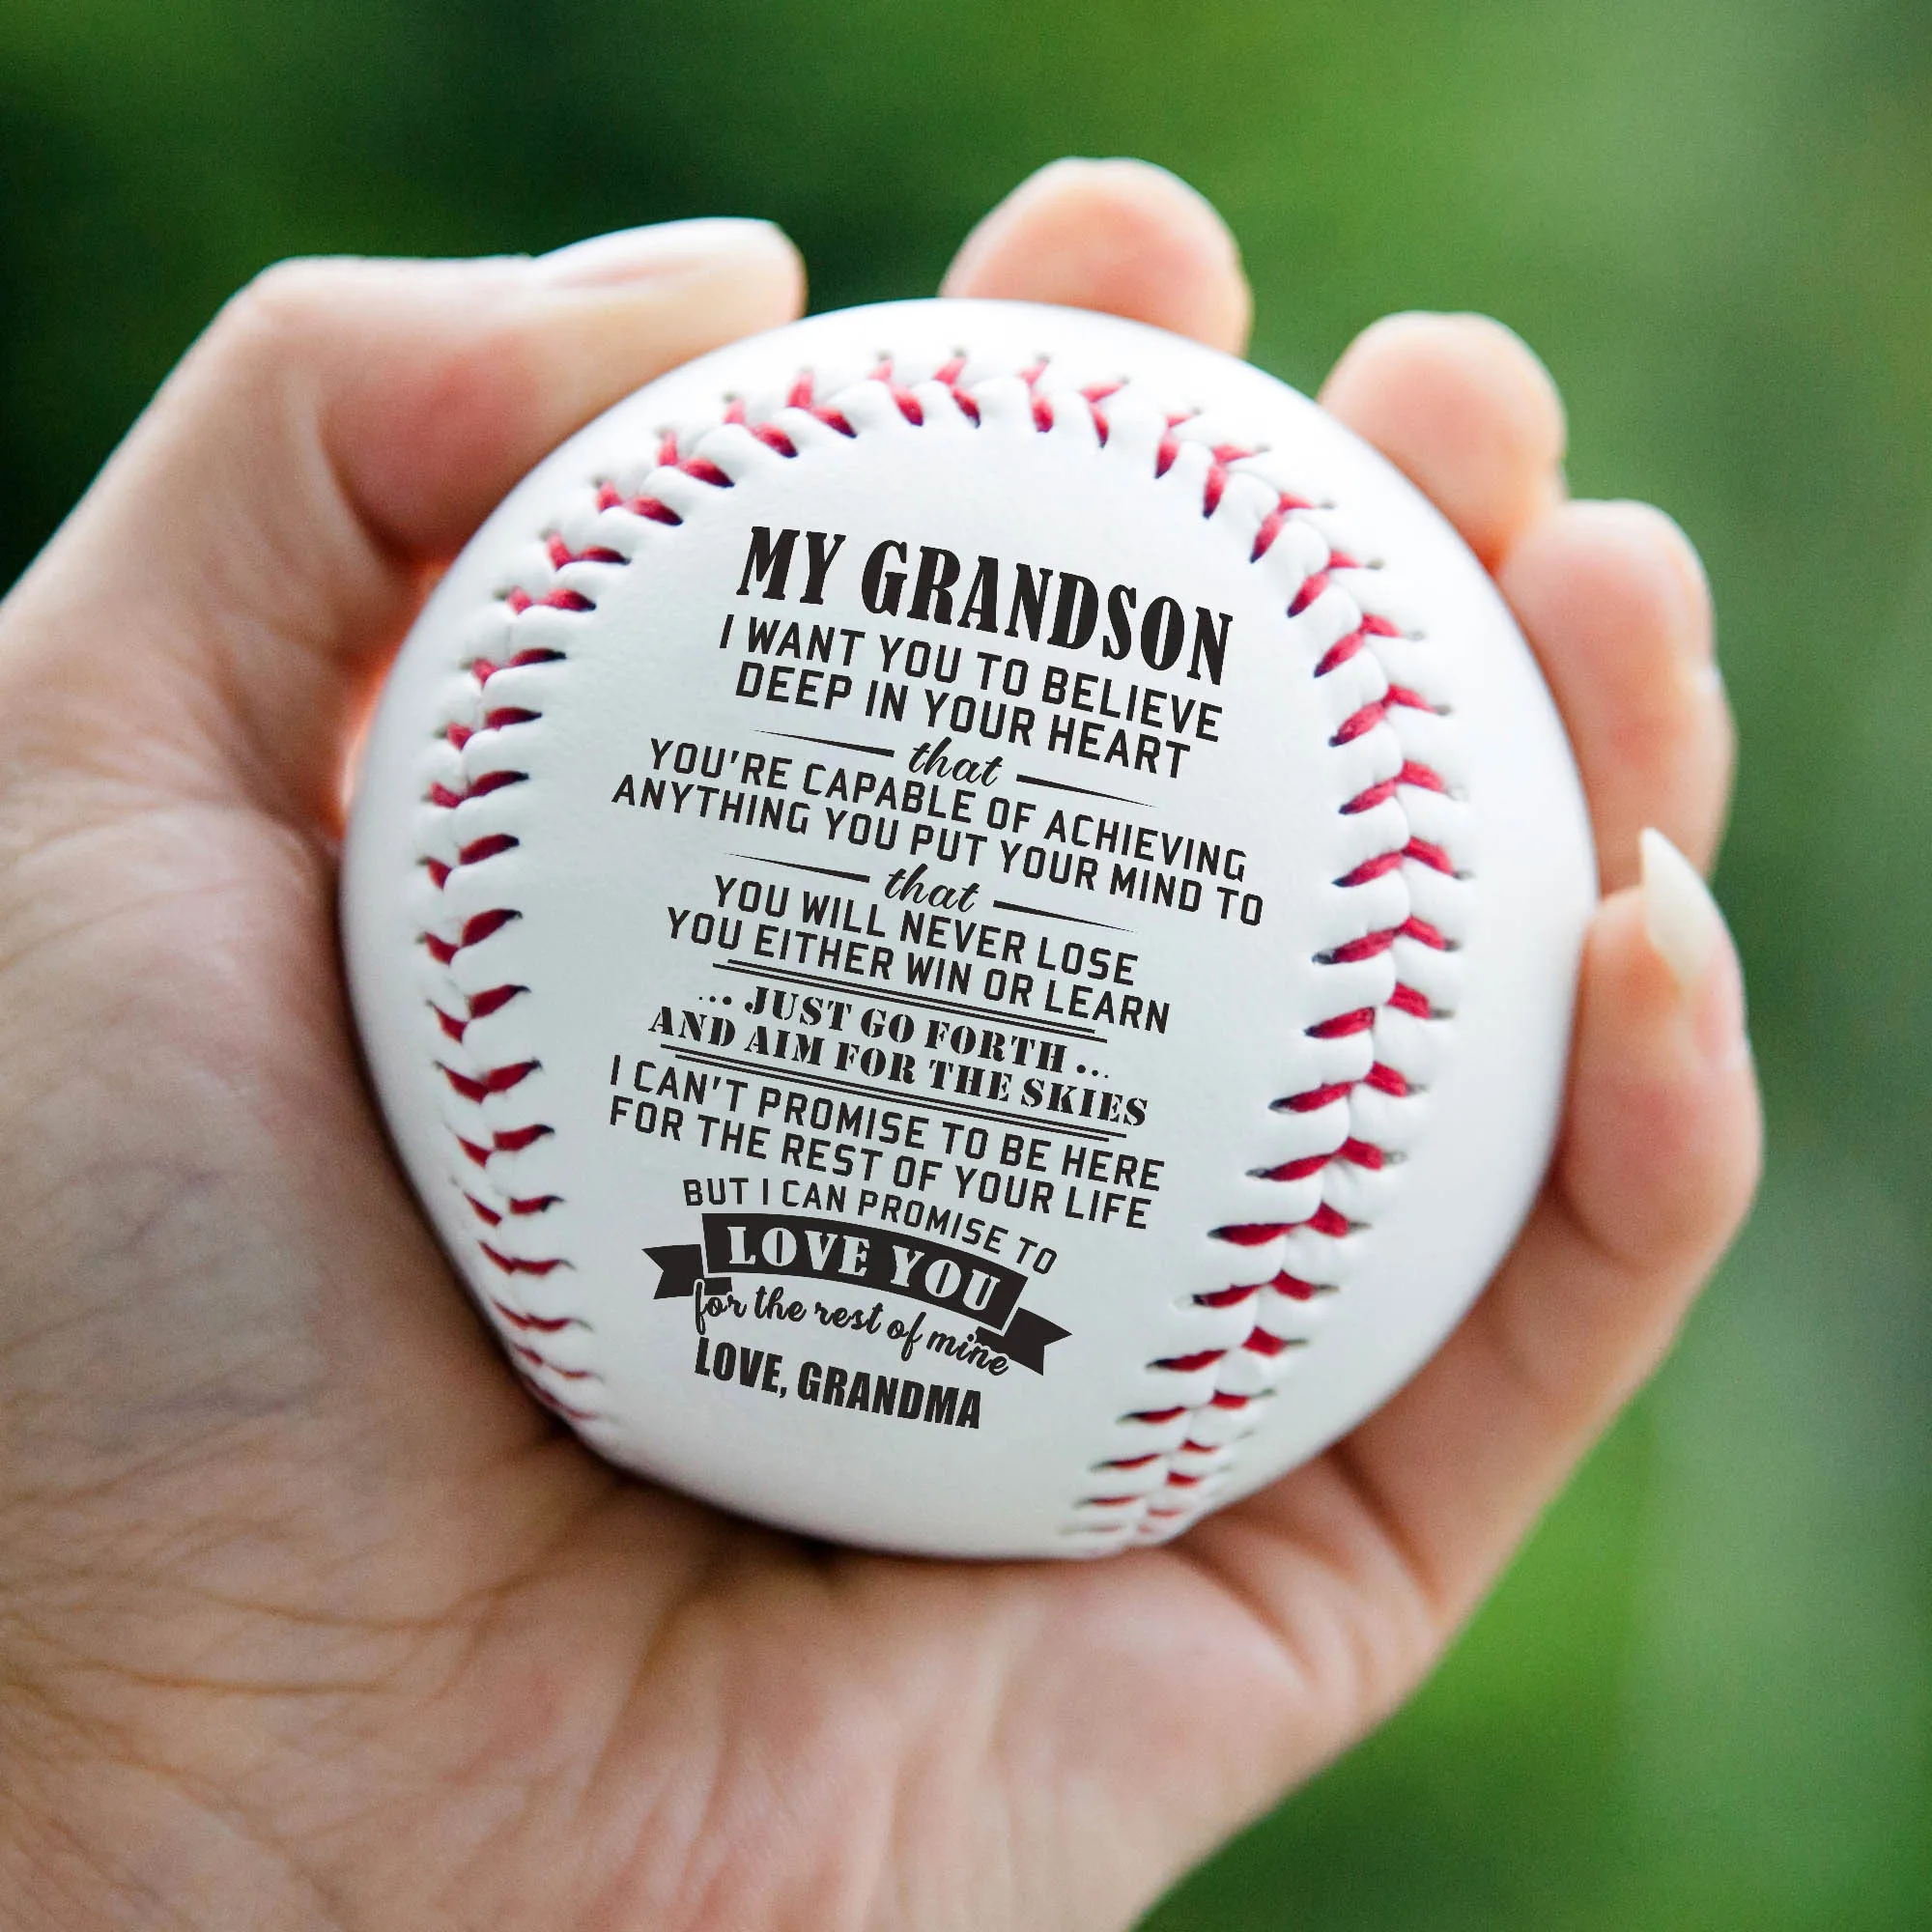 MY GRANDSON
I WANT YOU TO BELIEVE
DEEP IN YOUR HEART
that
YOU'RE CAPABLE OF ACHIEVING
ANYTHING YOU PUT YOUR MIND TO
that
YOU WILL NEVER LOSE
YOU EITHER WIN OR LEARN
... JUST GO FORTH ...
AND AIM FOR THE SKIES
I CAN'T PROMISE TO BE HERE
FOR THE REST OF YOUR LIFE
BUT I CAN PROMISE TO
LOVE YOU
for the rest of mine
LOVE, GRANDMA